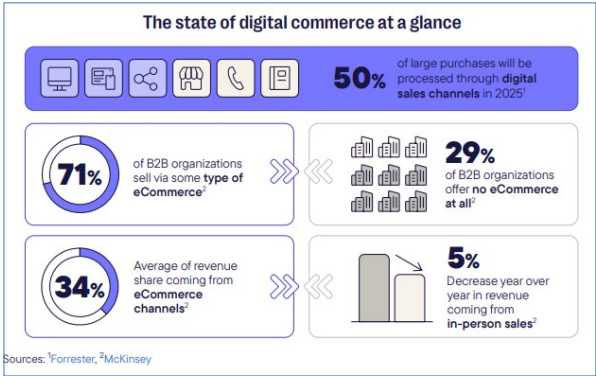 The state of digital commerce at a glance
50%
of large purchases will be
processed through digital
sales channels in 2025¹
71%
of B2B organizations
sell via some type of
eCommerce²
29%
of B2B organizations
offer no eCommerce
at all²
34%
Average of revenue
share coming from
eCommerce
channels²
5%
Decrease year over
year in revenue
coming from
in-person sales²
Sources: ¹Forrester, ²McKinsey